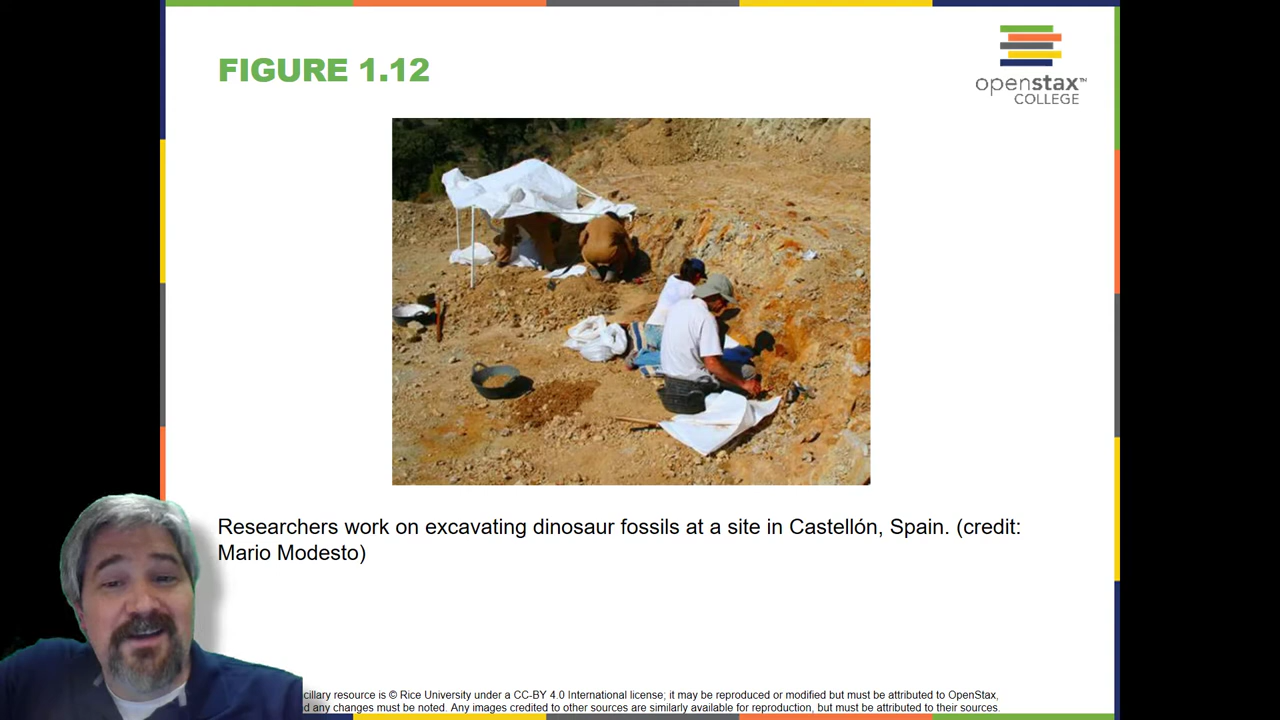 FIGURE 1.12
openstax™
COLLEGE
Researchers work on excavating dinosaur fossils at a site in Castellón, Spain. (credit:
Mario Modesto)
resource is © Rice University under a CC-BY 4.0 International license; it may be reproduced or modified but must be attributed to OpenStax,
any changes must be noted. Any images credited to other sources are similarly available for reproduction, but must be attributed to their sources.